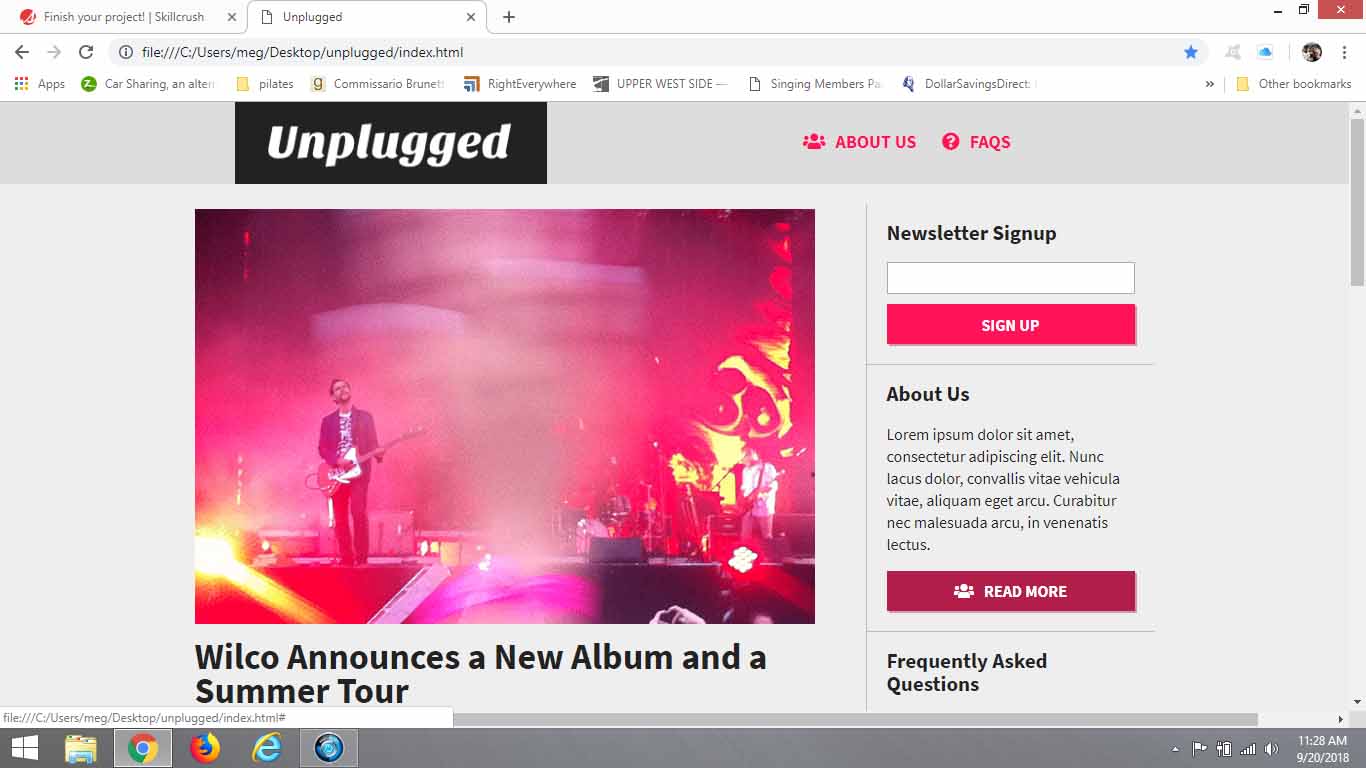 Finish your project! | Skillcrush
Unplugged
file:///C:/Users/meg/Desktop/unplugged/index.html
Apps
Car Sharing, an alter
pilates
Commissario Brunet
RightEverywhere
UPPER WEST SIDE —
Singing Members Pa
DollarSavingsDirect:
»
Other bookmarks
Unplugged
ABOUT US
FAQS
Newsletter Signup
SIGN UP
About Us
Lorem ipsum dolor sit amet,
consectetur adipiscing elit. Nunc
lacus dolor, convallis vitae vehicula
vitae, aliquam eget arcu. Curabitur
nec malesuada arcu, in venenatis
lectus.
READ MORE
Wilco Announces a New Album and a
Summer Tour
Frequently Asked
Questions
file:///C:/Users/meg/Desktop/unplugged/index.html#
11:28 AM
9/20/2018